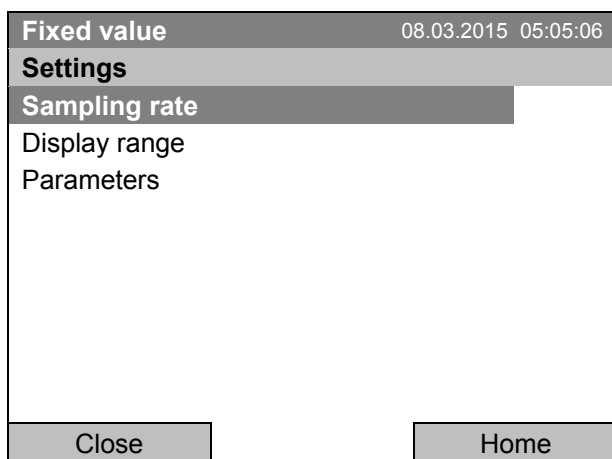 Fixed value 08.03.2015 05:05:06
Settings
Sampling rate
Display range
Parameters
Close Home